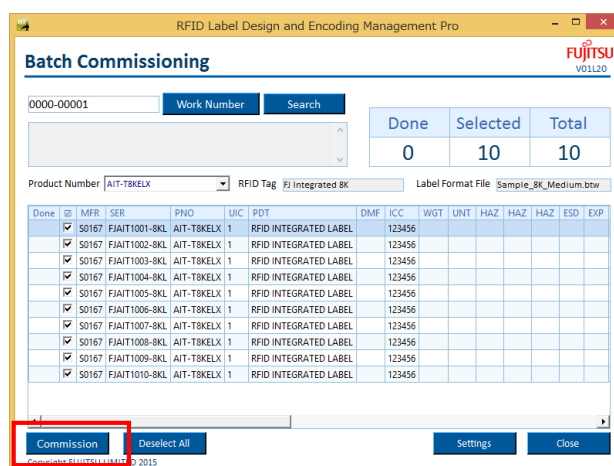 RFID Label Design and Encoding Management Pro
Batch Commissioning
FUJITSU
V01L20
0000-00001 Work Number Search
Done Selected Total
0 10 10
Product Number AIT-T8KELX RFID Tag FJ Integrated 8K Label Format File Sample_8K_Medium.btw
Done MFR SER PNO UIC PDT DMF ICC WGT UNT HAZ HAZ HAZ ESD EXP
S0167 FJAIT1001-8KL AIT-T8KELX 1 RFID INTEGRATED LABEL 123456
S0167 FJAIT1002-8KL AIT-T8KELX 1 RFID INTEGRATED LABEL 123456
S0167 FJAIT1003-8KL AIT-T8KELX 1 RFID INTEGRATED LABEL 123456
S0167 FJAIT1004-8KL AIT-T8KELX 1 RFID INTEGRATED LABEL 123456
S0167 FJAIT1005-8KL AIT-T8KELX 1 RFID INTEGRATED LABEL 123456
S0167 FJAIT1006-8KL AIT-T8KELX 1 RFID INTEGRATED LABEL 123456
S0167 FJAIT1007-8KL AIT-T8KELX 1 RFID INTEGRATED LABEL 123456
S0167 FJAIT1008-8KL AIT-T8KELX 1 RFID INTEGRATED LABEL 123456
S0167 FJAIT1009-8KL AIT-T8KELX 1 RFID INTEGRATED LABEL 123456
S0167 FJAIT1010-8KL AIT-T8KELX 1 RFID INTEGRATED LABEL 123456
Commission Deselect All Settings Close
Copyright FUJITSU LIMITED 2015